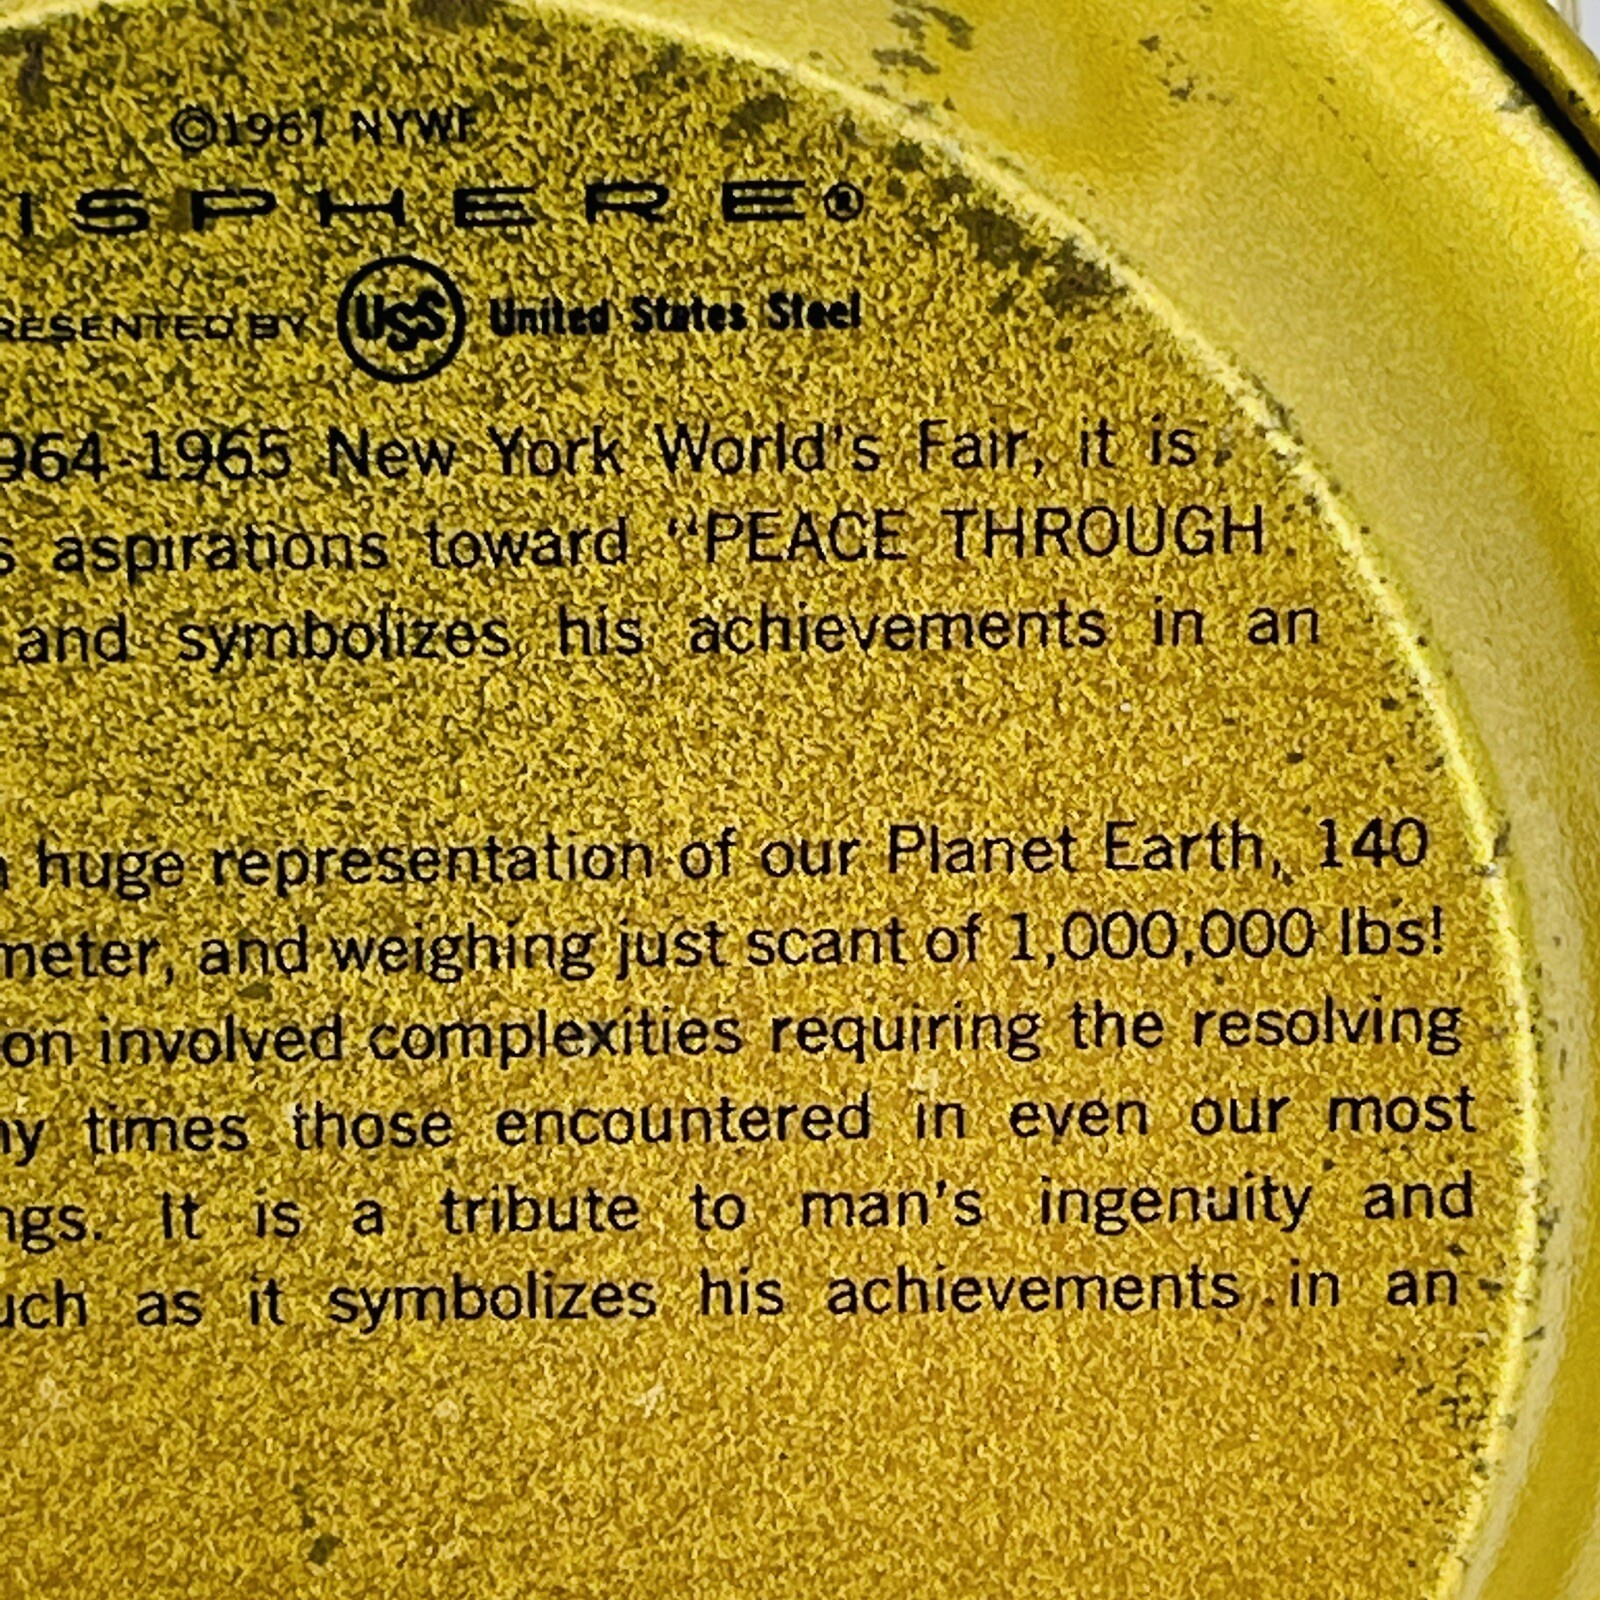 ©1961 NYWF
ISPHERE®
RESENTED BY USS United States Steel
964-1965 New York World's Fair, it is
s aspirations toward "PEACE THROUGH
and symbolizes his achievements in an
huge representation of our Planet Earth, 140
meter, and weighing just scant of 1,000,000 lbs!
on involved complexities requiring the resolving
ny times those encountered in even our most
ngs. It is a tribute to man's ingenuity and
uch as it symbolizes his achievements in an